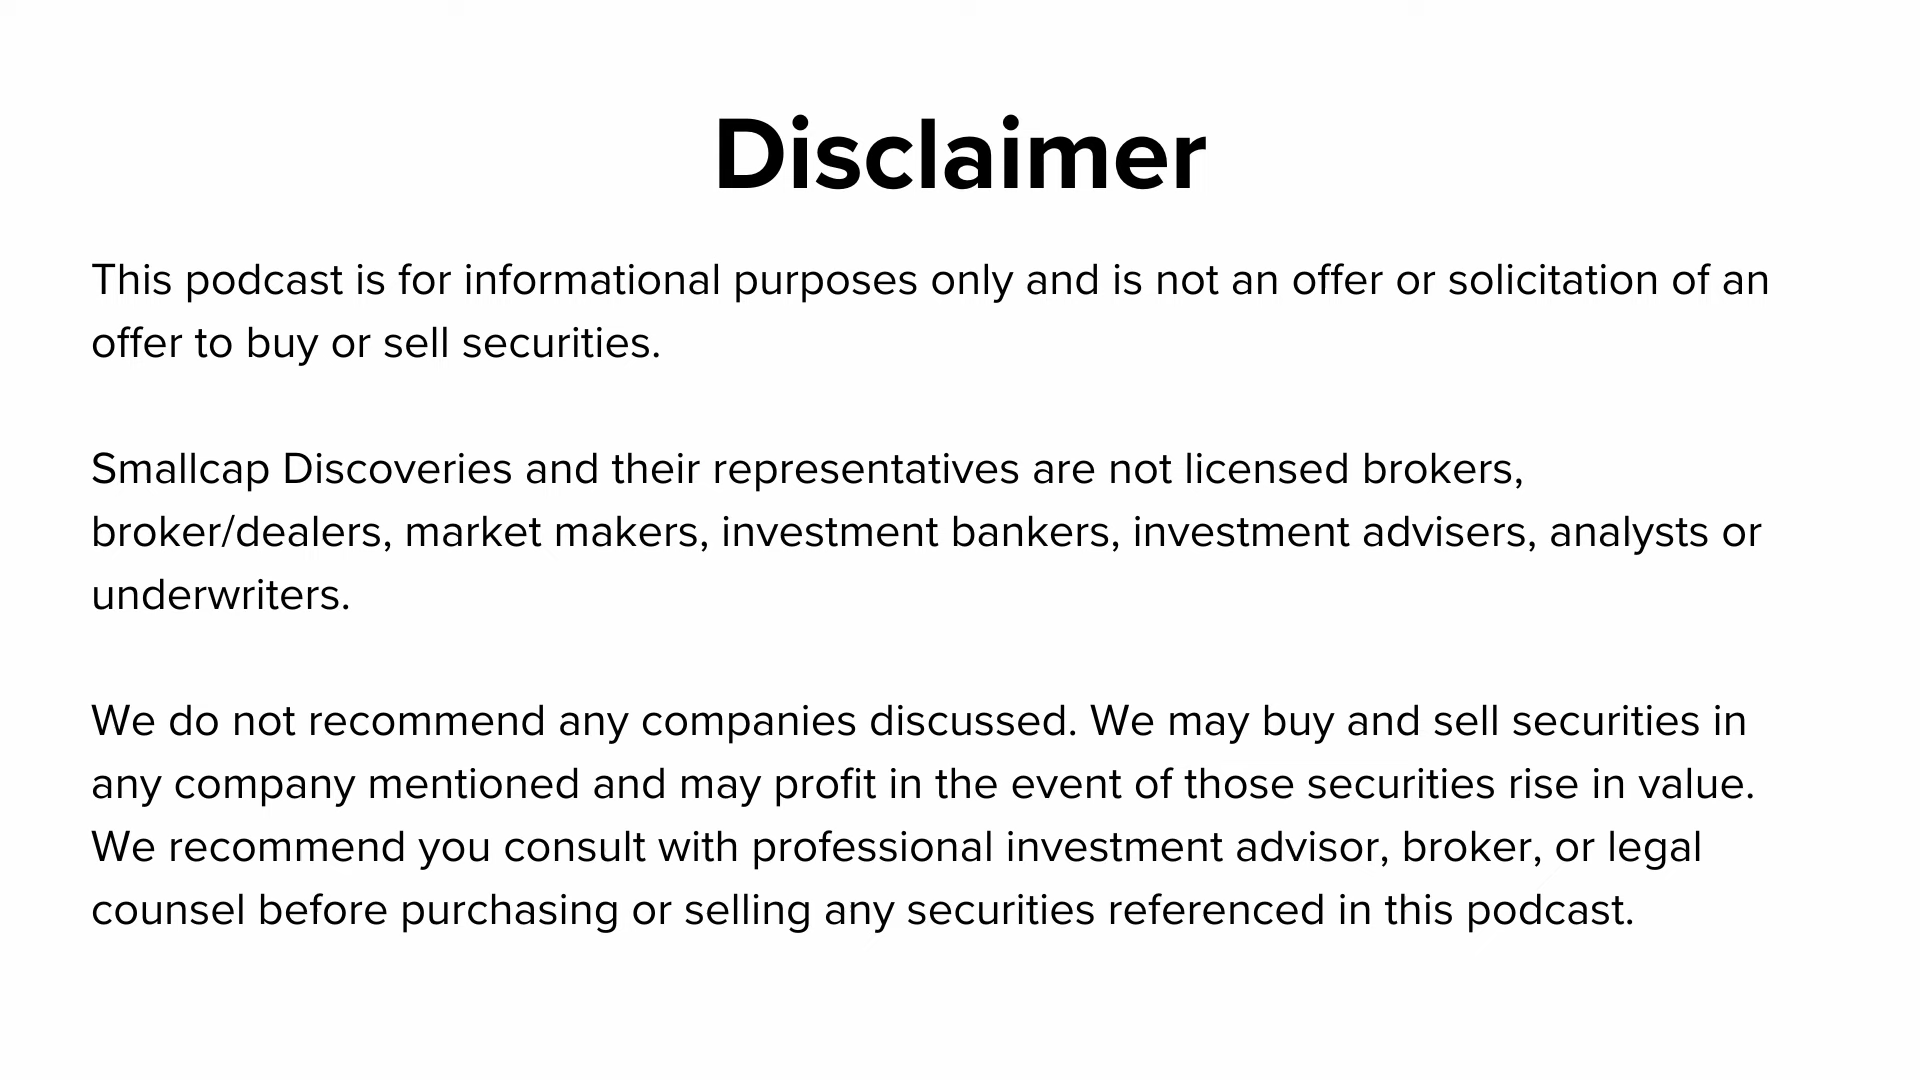 Disclaimer
This podcast is for informational purposes only and is not an offer or solicitation of an
offer to buy or sell securities.
Smallcap Discoveries and their representatives are not licensed brokers,
broker/dealers, market makers, investment bankers, investment advisers, analysts or
underwriters.
We do not recommend any companies discussed. We may buy and sell securities in
any company mentioned and may profit in the event of those securities rise in value.
We recommend you consult with professional investment advisor, broker, or legal
counsel before purchasing or selling any securities referenced in this podcast.